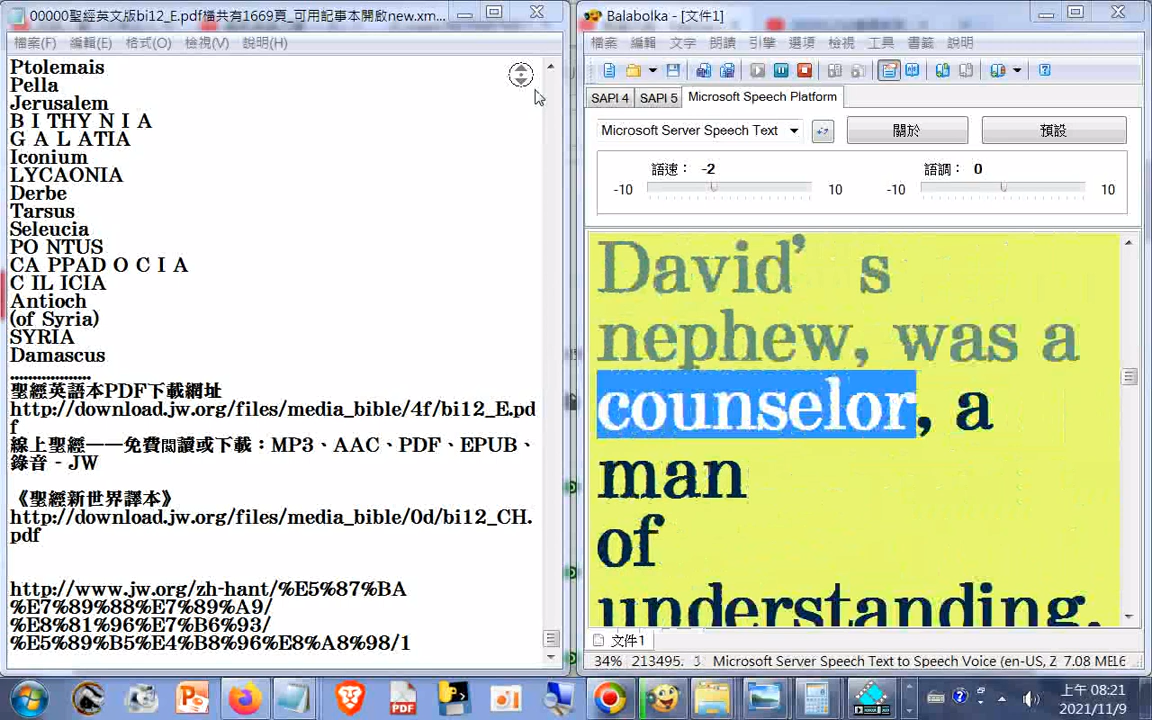 00000聖經英文版bi12_E.pdf檔共有1669頁_可用記事本開啟new.xm...
檔案(F) 編輯(E) 格式(O) 檢視(V) 說明(H)
Ptolemais
Pella
Jerusalem
B I THY N I A
G A L ATIA
Iconium
LYCAONIA
Derbe
Tarsus
Seleucia
PO NTUS
CA PPAD O C I A
C IL ICIA
Antioch
(of Syria)
SYRIA
Damascus
..................
聖經英語本PDF下載網址
http://download.jw.org/files/media_bible/4f/bi12_E.pd
f
線上聖經——免費閱讀或下載：MP3、AAC、PDF、EPUB、
錄音 - JW
《聖經新世界譯本》
http://download.jw.org/files/media_bible/0d/bi12_CH.
pdf
http://www.jw.org/zh-hant/%E5%87%BA
%E7%89%88%E7%89%A9/
%E8%81%96%E7%B6%93/
%E5%89%B5%E4%B8%96%E8%A8%98/1
Balabolka - [文件1]
檔案 編輯 文字 朗讀 引擎 選項 檢視 工具 書籤 說明
SAPI 4 SAPI 5 Microsoft Speech Platform
Microsoft Server Speech Text 關於 預設
語速： -2 語調： 0
-10 10 -10 10
David’s
nephew, was a
counselor, a
man
of
understanding,
文件1
34% 213495. Microsoft Server Speech Text to Speech Voice (en-US, Z 7.08 MЕ
上午 08:21
2021/11/9